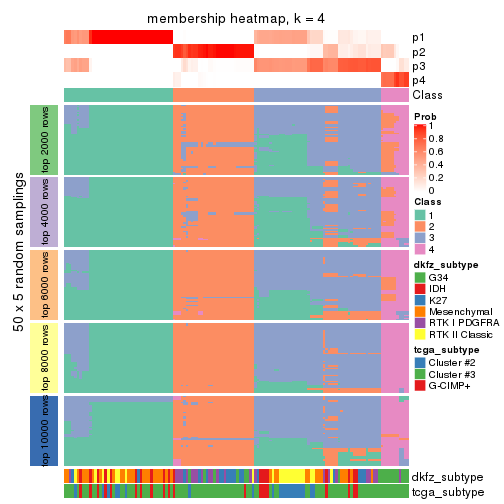 membership heatmap, k = 4
p1
p2
p3
p4
Class
50 x 5 random samplings
top 2000 rows
top 4000 rows
top 6000 rows
top 8000 rows
top 10000 rows
Prob
1
0.8
0.6
0.4
0.2
0
Class
1
2
3
4
dkfz_subtype
G34
IDH
K27
Mesenchymal
RTK I PDGFRA
RTK II Classic
tcga_subtype
Cluster #2
Cluster #3
G-CIMP+
dkfz_subtype
tcga_subtype